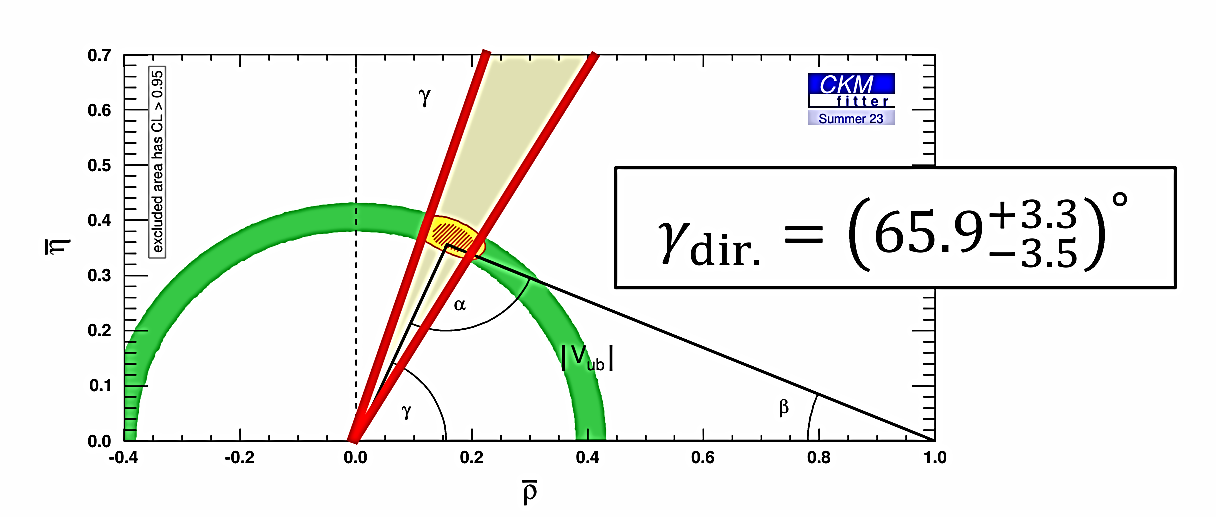 0.7
0.6
0.5
0.4
0.3
0.2
0.1
0.0
η̅
excluded area has CL > 0.95
γ
CKM
fitter
Summer 23
γ_dir. = (65.9 +3.3 −3.5)°
α
|V_ub|
γ
β
-0.4 -0.2 0.0 0.2 0.4 0.6 0.8 1.0
ρ̅